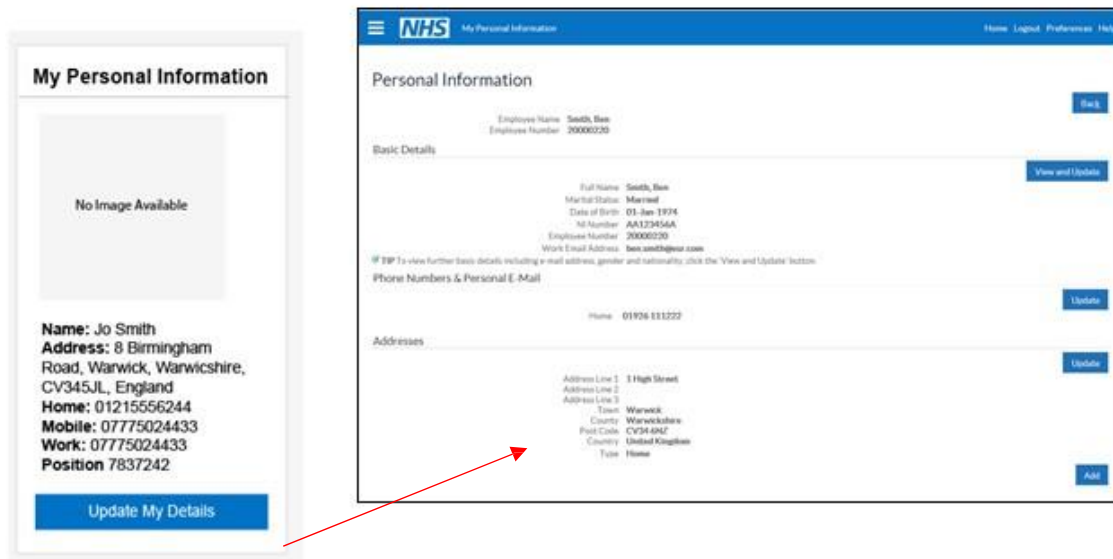 My Personal Information
No Image Available
Name: Jo Smith
Address: 8 Birmingham
Road, Warwick, Warwicshire,
CV345JL, England
Home: 01215556244
Mobile: 07775024433
Work: 07775024433
Position 7837242
Update My Details
NHS My Personal Information Home Logout Preferences Help
Personal Information
Back
Employee Name Smith, Ben
Employee Number 20000220
Basic Details
View and Update
Full Name Smith, Ben
Marital Status Married
Date of Birth 01-Jan-1974
NI Number AA123456A
Employee Number 20000220
Work Email Address
TIP To view further basic details including e-mail address, gender and nationality, click the 'View and Update' button.
Phone Numbers & Personal E-Mail
Update
Home 01926 111222
Addresses
Update
Address Line 1 1 High Street
Address Line 2
Address Line 3
Town Warwick
County Warwickshire
Post Code CV34 6NZ
Country United Kingdom
Type Home
Add